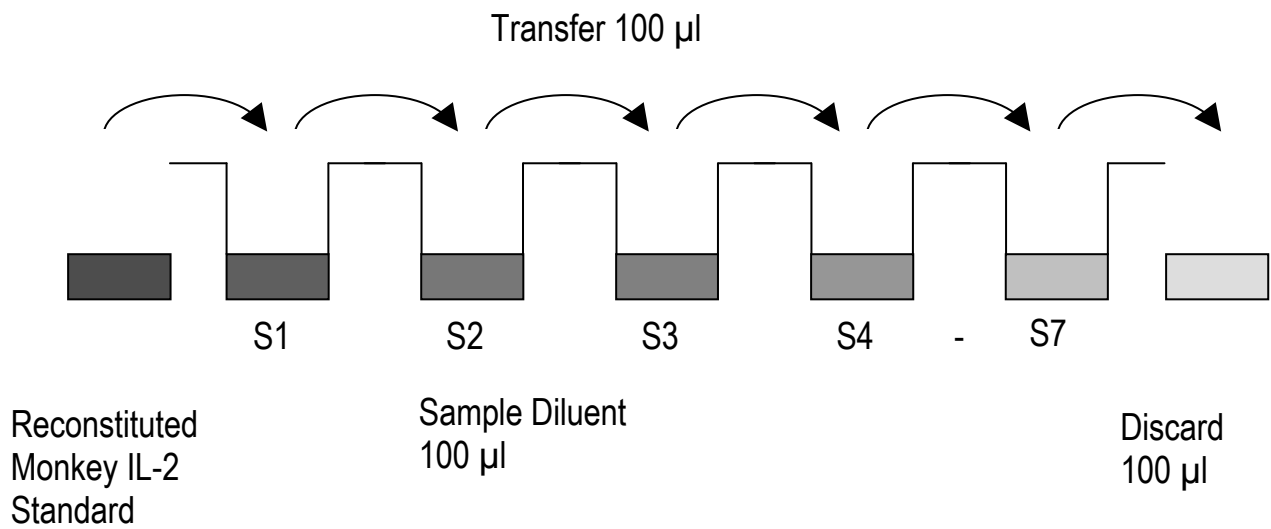 Transfer 100 µl
S1 S2 S3 S4 - S7
Reconstituted
Monkey IL-2
Standard
Sample Diluent
100 µl
Discard
100 µl